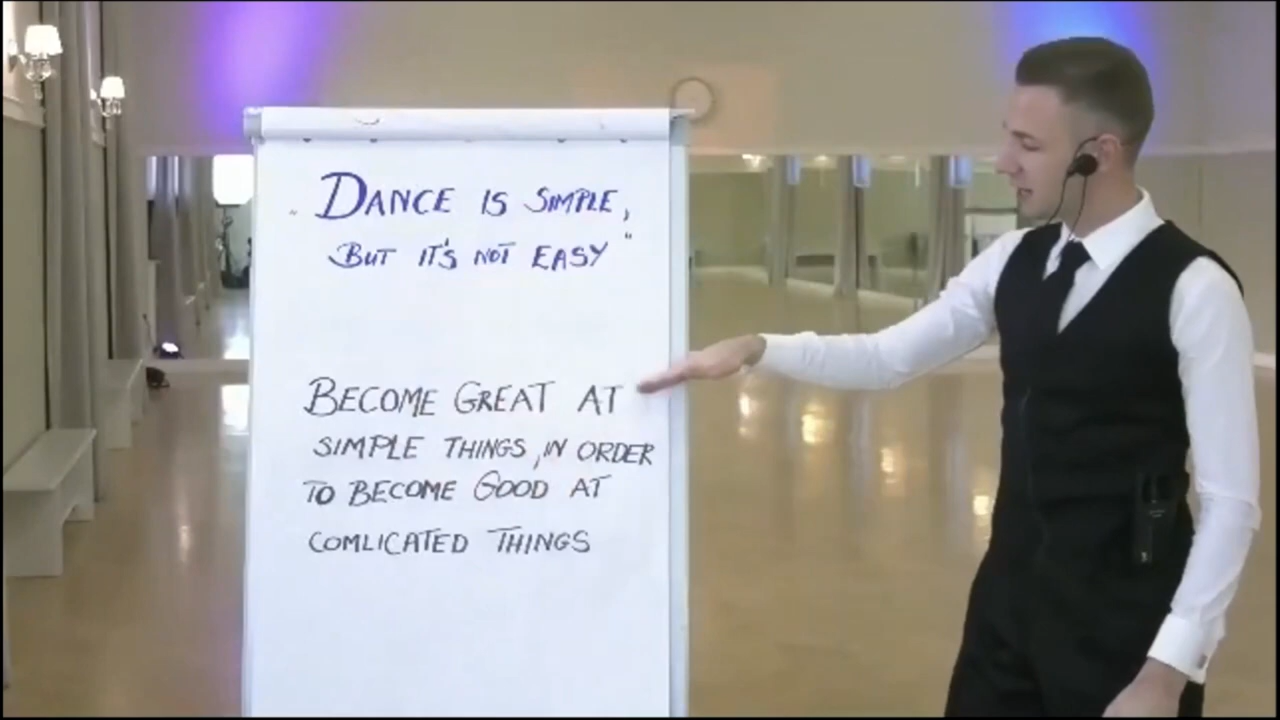 "DANCE IS SIMPLE,
BUT IT'S NOT EASY"
BECOME GREAT AT
SIMPLE THINGS, IN ORDER
TO BECOME GOOD AT
COMLICATED THINGS